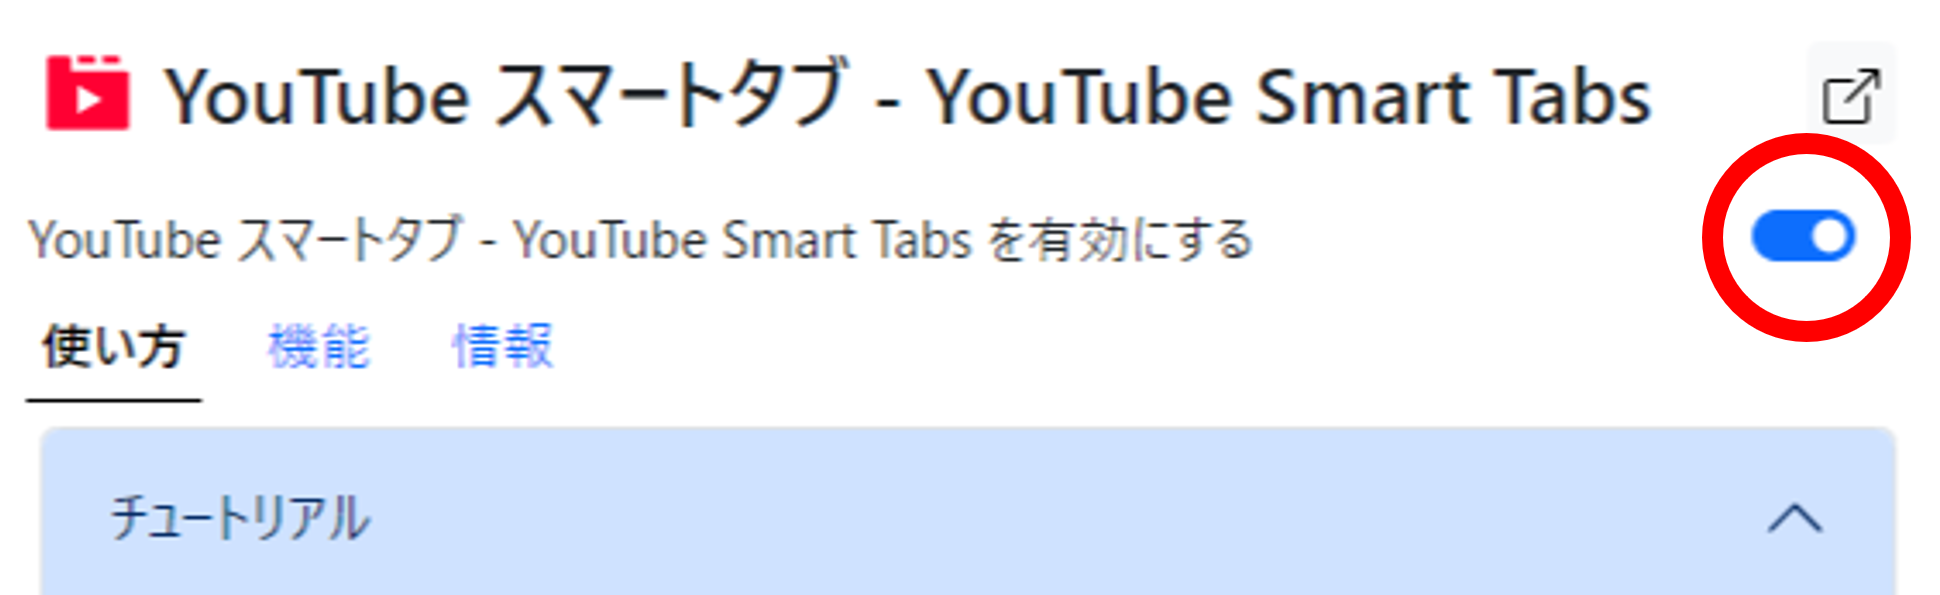 YouTube スマートタブ - YouTube Smart Tabs
YouTube スマートタブ - YouTube Smart Tabs を有効にする
使い方 機能 情報
チュートリアル